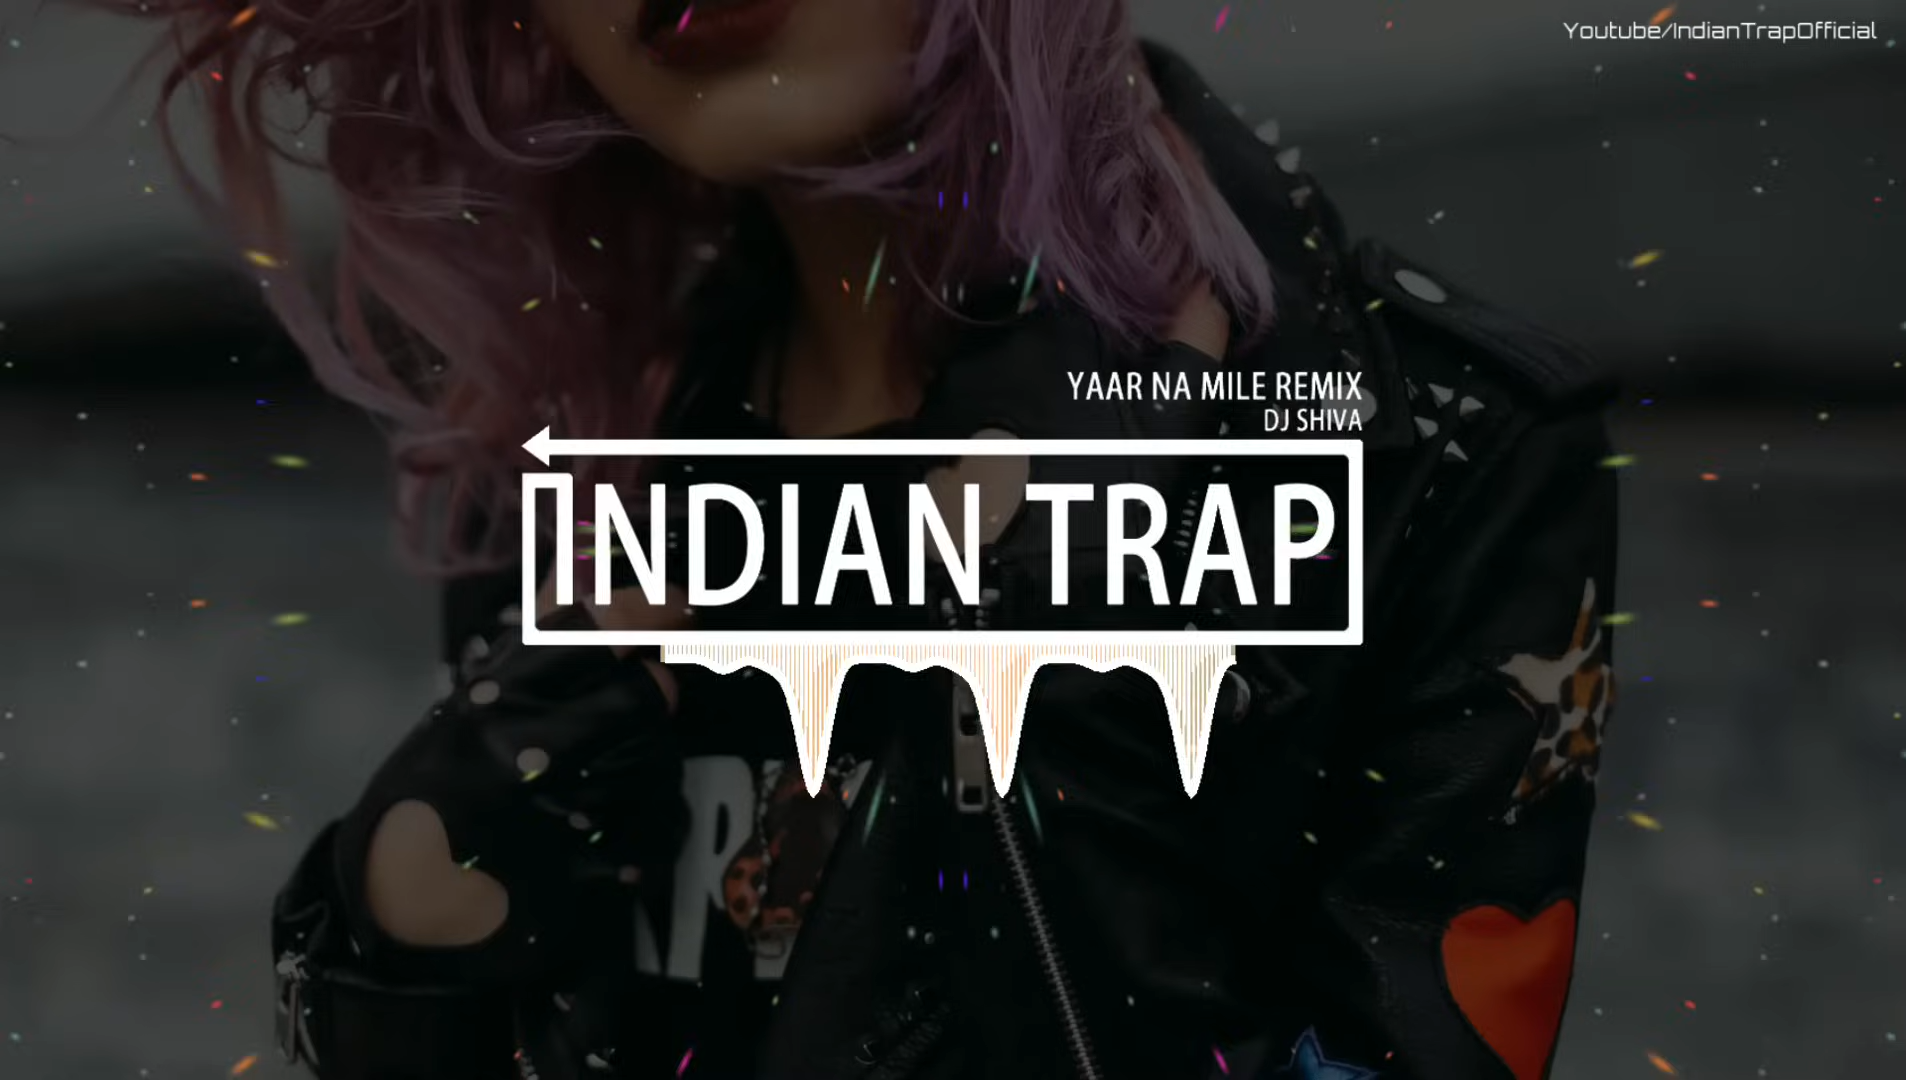 Youtube/IndianTrapOfficial
YAAR NA MILE REMIX
DJ SHIVA
INDIAN TRAP